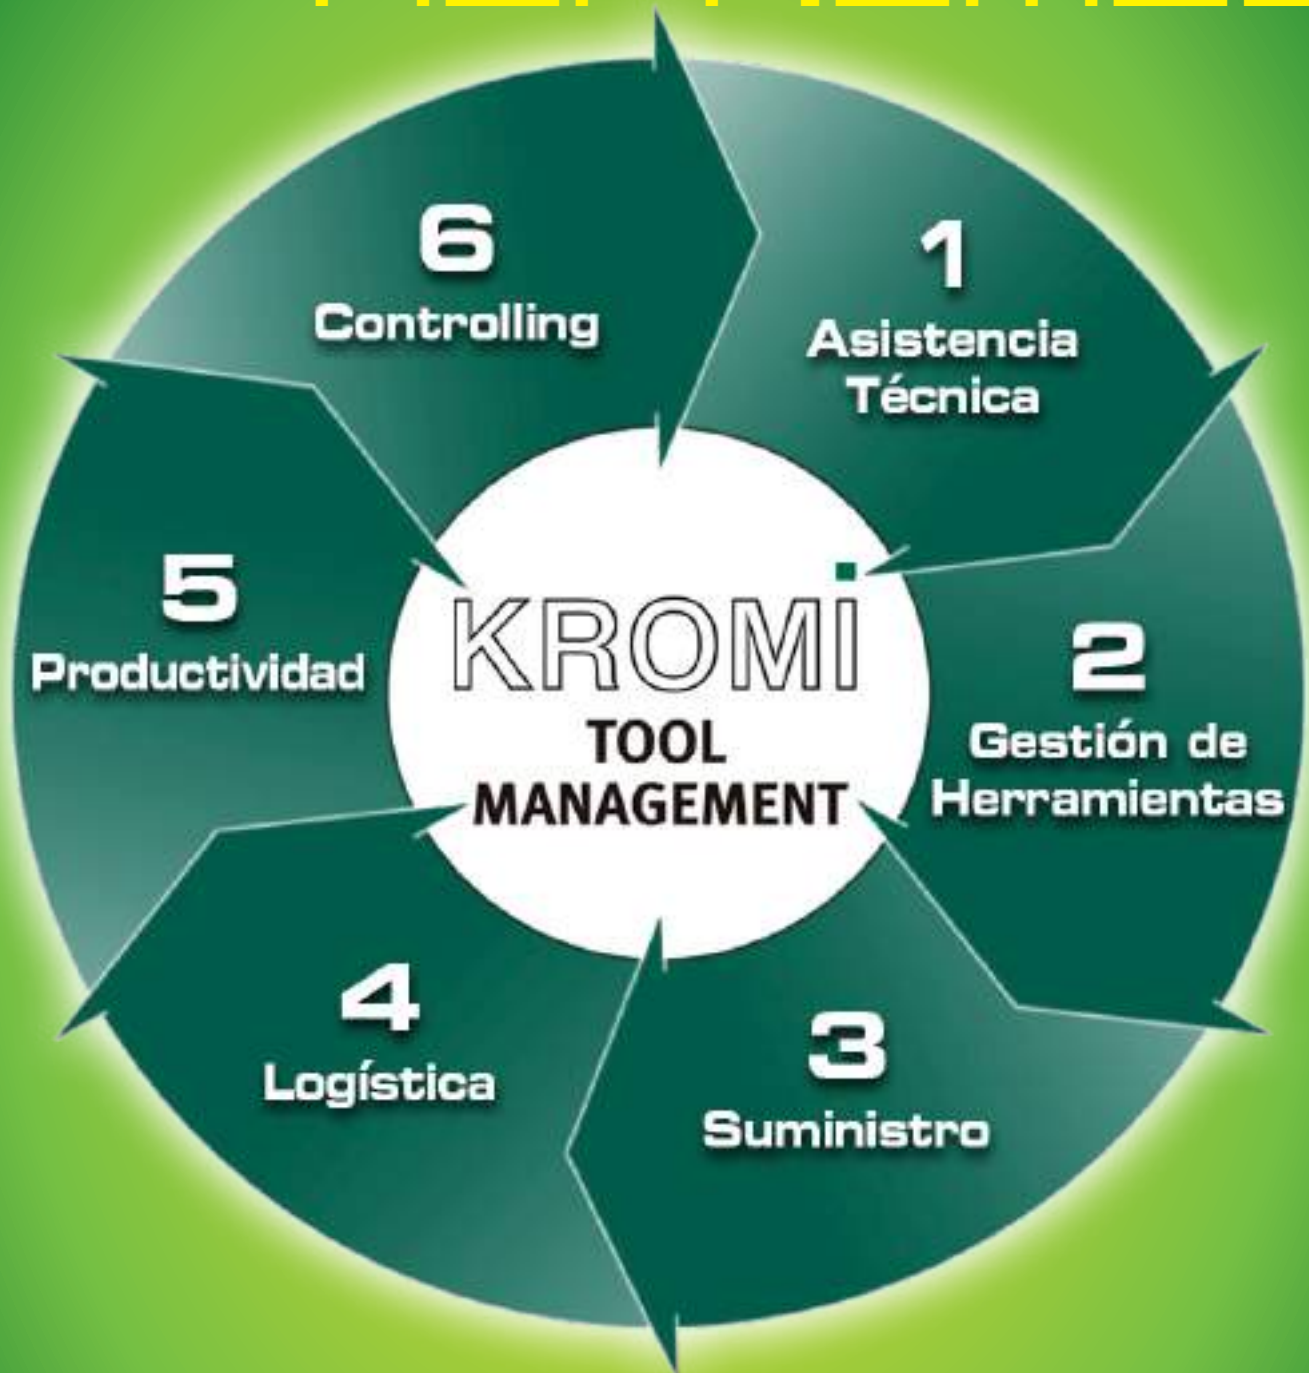 1
Asistencia
Técnica
2
Gestión de
Herramientas
3
Suministro
4
Logística
5
Productividad
6
Controlling
KROMi
TOOL
MANAGEMENT